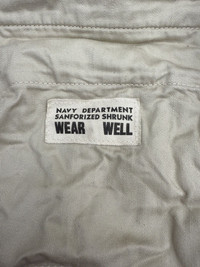 NAVY DEPARTMENT
SANFORIZED SHRUNK
WEAR WELL